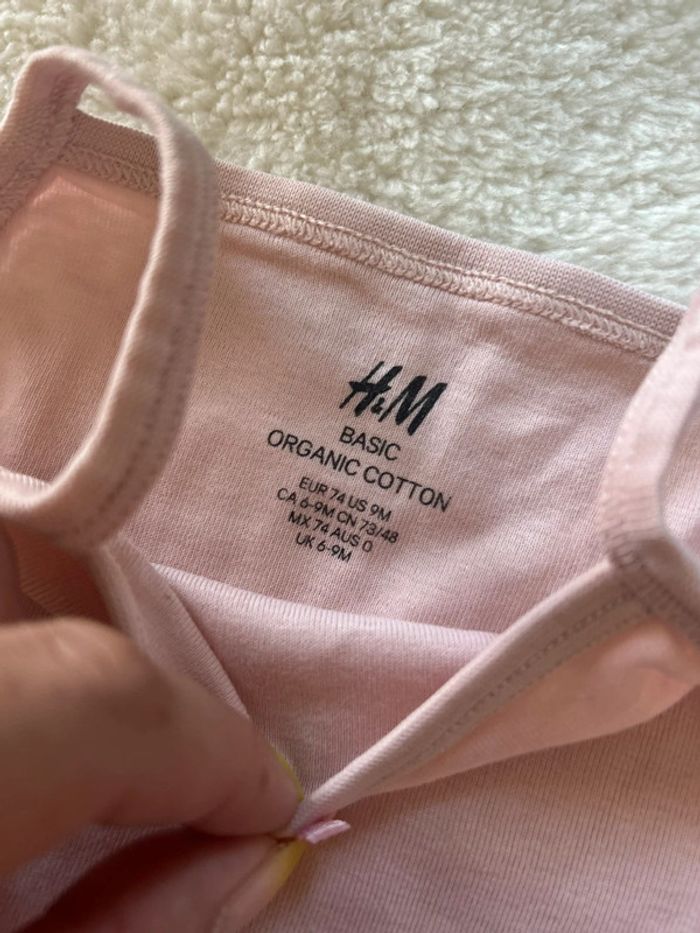 H&M
BASIC
ORGANIC COTTON
EUR 74 US 9M
CA 6-9M CN 73/48
MX 74 AUS 0
UK 6-9M